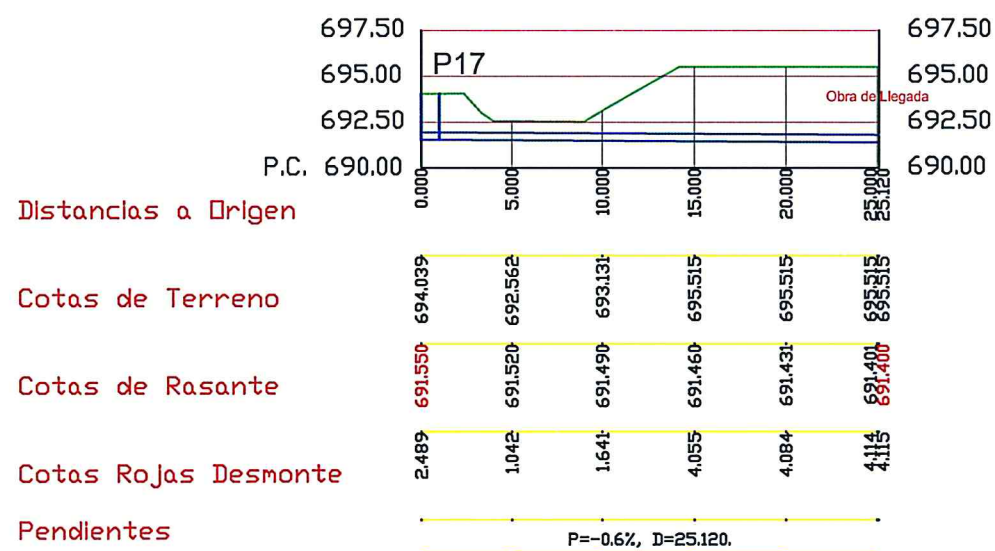 697.50 697.50
P17
695.00 695.00
Obra de Llegada
692.50 692.50
P.C. 690.00 690.00
Distancias a Origen 0.000 5.000 10.000 15.000 20.000 25.000 25.120
Cotas de Terreno 694.039 692.562 693.131 695.515 695.515 695.515 695.515
Cotas de Rasante 691.550 691.520 691.490 691.460 691.431 691.401 691.400
Cotas Rojas Desmonte 2.489 1.042 1.641 4.055 4.084 4.114 4.115
Pendientes P=-0.6%, D=25.120.